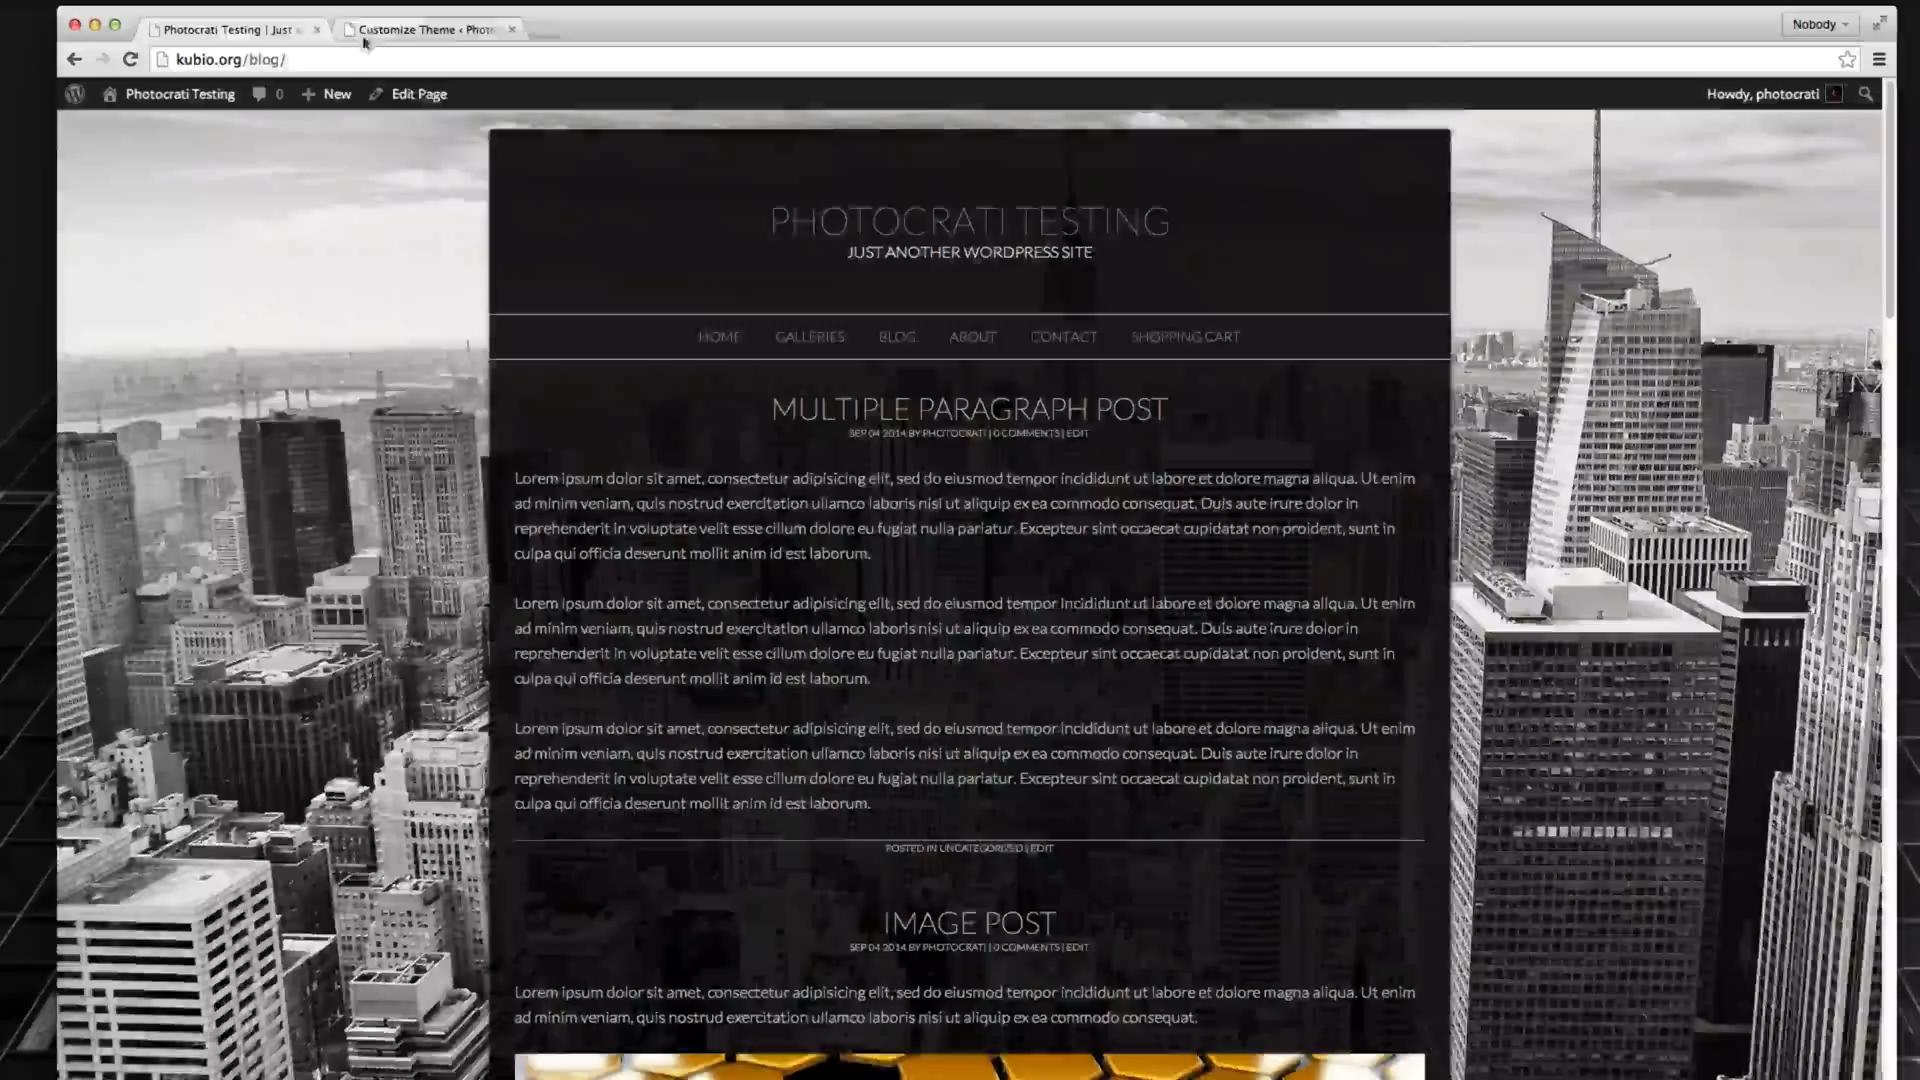 Photocrati Testing | Just
Customize Theme ‹ Phot
Nobody
kubio.org/blog/
Photocrati Testing
0
New
Edit Page
Howdy, photocrati
PHOTOCRATI TESTING
JUST ANOTHER WORDPRESS SITE
HOME GALLERIES BLOG ABOUT CONTACT SHOPPING CART
MULTIPLE PARAGRAPH POST
SEP 04 2014 BY PHOTOCRATI | 0 COMMENTS | EDIT
Lorem ipsum dolor sit amet, consectetur adipisicing elit, sed do eiusmod tempor incididunt ut labore et dolore magna aliqua. Ut enim
ad minim veniam, quis nostrud exercitation ullamco laboris nisi ut aliquip ex ea commodo consequat. Duis aute irure dolor in
reprehenderit in voluptate velit esse cillum dolore eu fugiat nulla pariatur. Excepteur sint occaecat cupidatat non proident, sunt in
culpa qui officia deserunt mollit anim id est laborum.
Lorem ipsum dolor sit amet, consectetur adipisicing elit, sed do eiusmod tempor incididunt ut labore et dolore magna aliqua. Ut enim
ad minim veniam, quis nostrud exercitation ullamco laboris nisi ut aliquip ex ea commodo consequat. Duis aute irure dolor in
reprehenderit in voluptate velit esse cillum dolore eu fugiat nulla pariatur. Excepteur sint occaecat cupidatat non proident, sunt in
culpa qui officia deserunt mollit anim id est laborum.
Lorem ipsum dolor sit amet, consectetur adipisicing elit, sed do eiusmod tempor incididunt ut labore et dolore magna aliqua. Ut enim
ad minim veniam, quis nostrud exercitation ullamco laboris nisi ut aliquip ex ea commodo consequat. Duis aute irure dolor in
reprehenderit in voluptate velit esse cillum dolore eu fugiat nulla pariatur. Excepteur sint occaecat cupidatat non proident, sunt in
culpa qui officia deserunt mollit anim id est laborum.
POSTED IN UNCATEGORIZED | EDIT
IMAGE POST
SEP 04 2014 BY PHOTOCRATI | 0 COMMENTS | EDIT
Lorem ipsum dolor sit amet, consectetur adipisicing elit, sed do eiusmod tempor incididunt ut labore et dolore magna aliqua. Ut enim
ad minim veniam, quis nostrud exercitation ullamco laboris nisi ut aliquip ex ea commodo consequat.